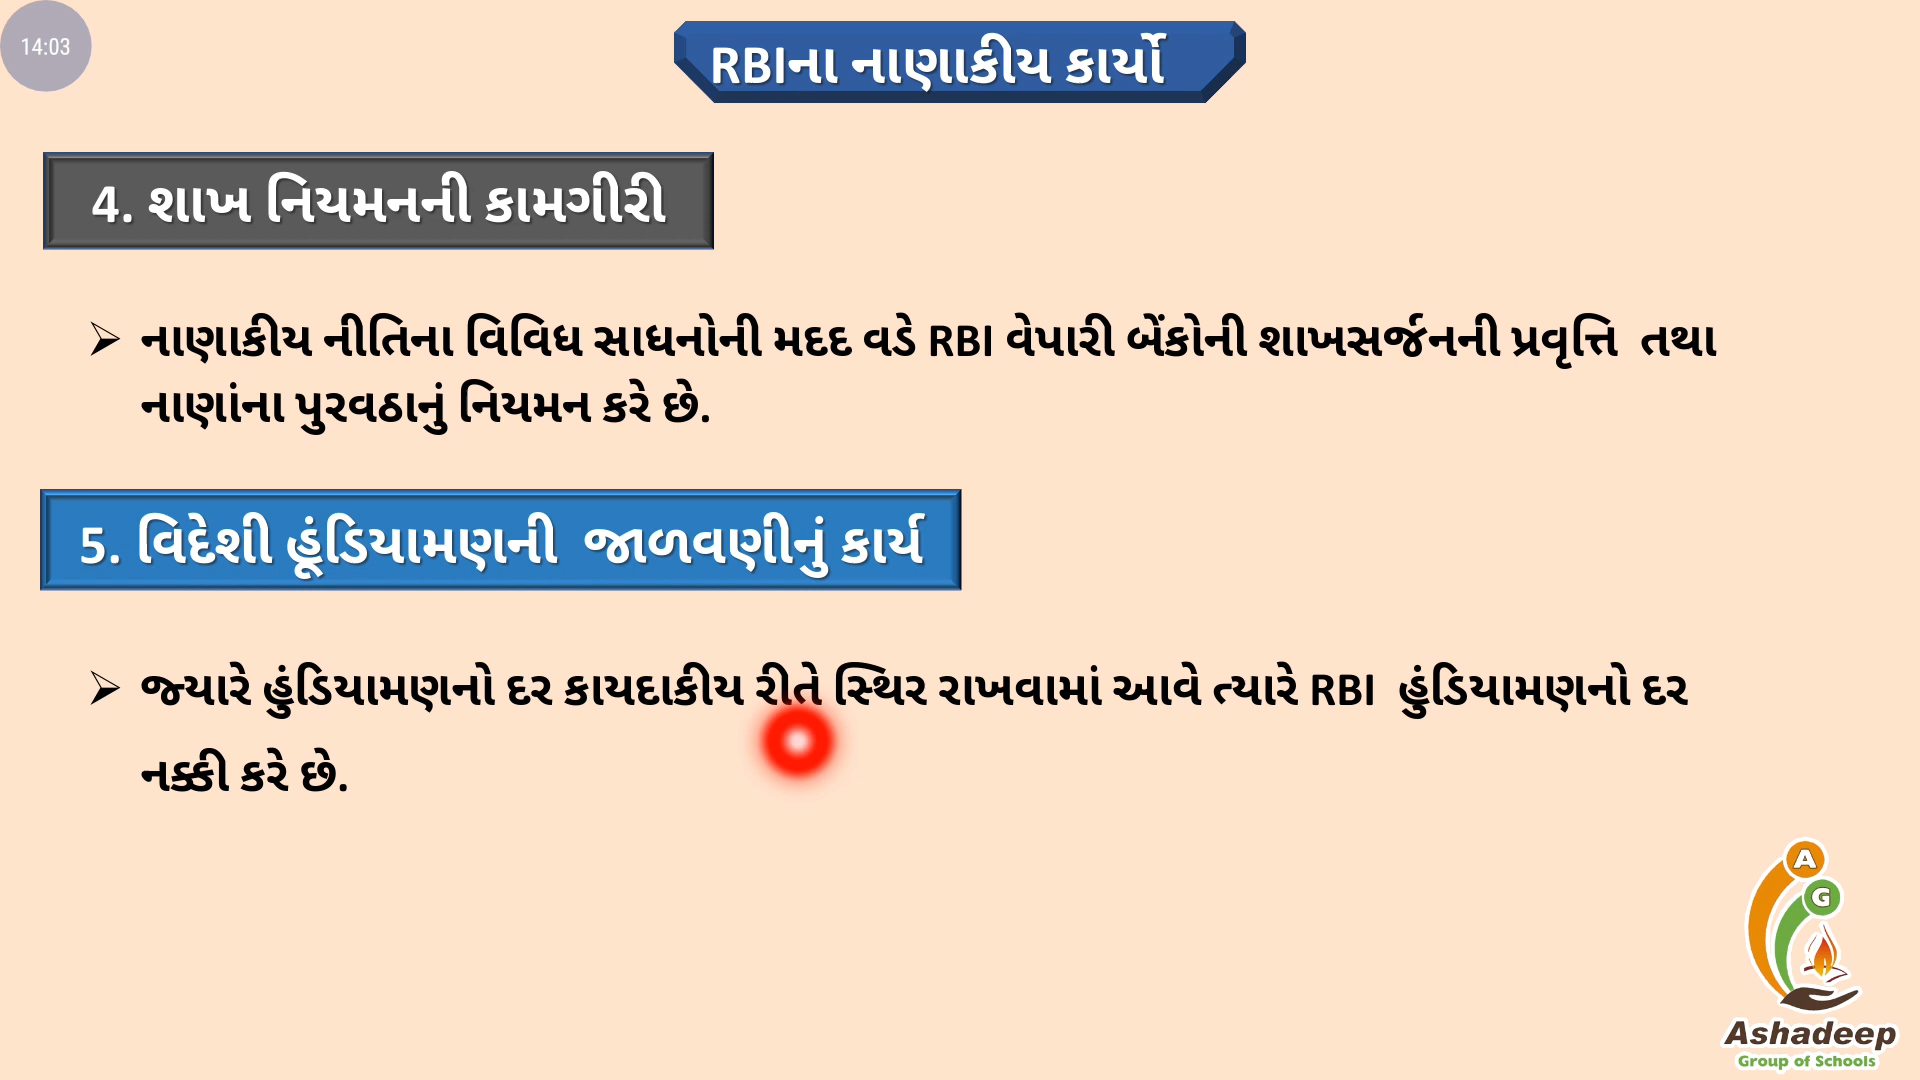 14:03
RBIના નાણાકીય કાર્યો
4. શાખ નિયમનની કામગીરી
➢ નાણાકીય નીતિના વિવિધ સાધનોની મદદ વડે RBI વેપારી બેંકોની શાખસર્જનની પ્રવૃત્તિ તથા
નાણાંના પુરવઠાનું નિયમન કરે છે.
5. વિદેશી હૂંડિયામણની જાળવણીનું કાર્ય
➢ જ્યારે હુંડિયામણનો દર કાયદાકીય રીતે સ્થિર રાખવામાં આવે ત્યારે RBI હુંડિયામણનો દર
નક્કી કરે છે.
A
G
Ashadeep
Group of Schools